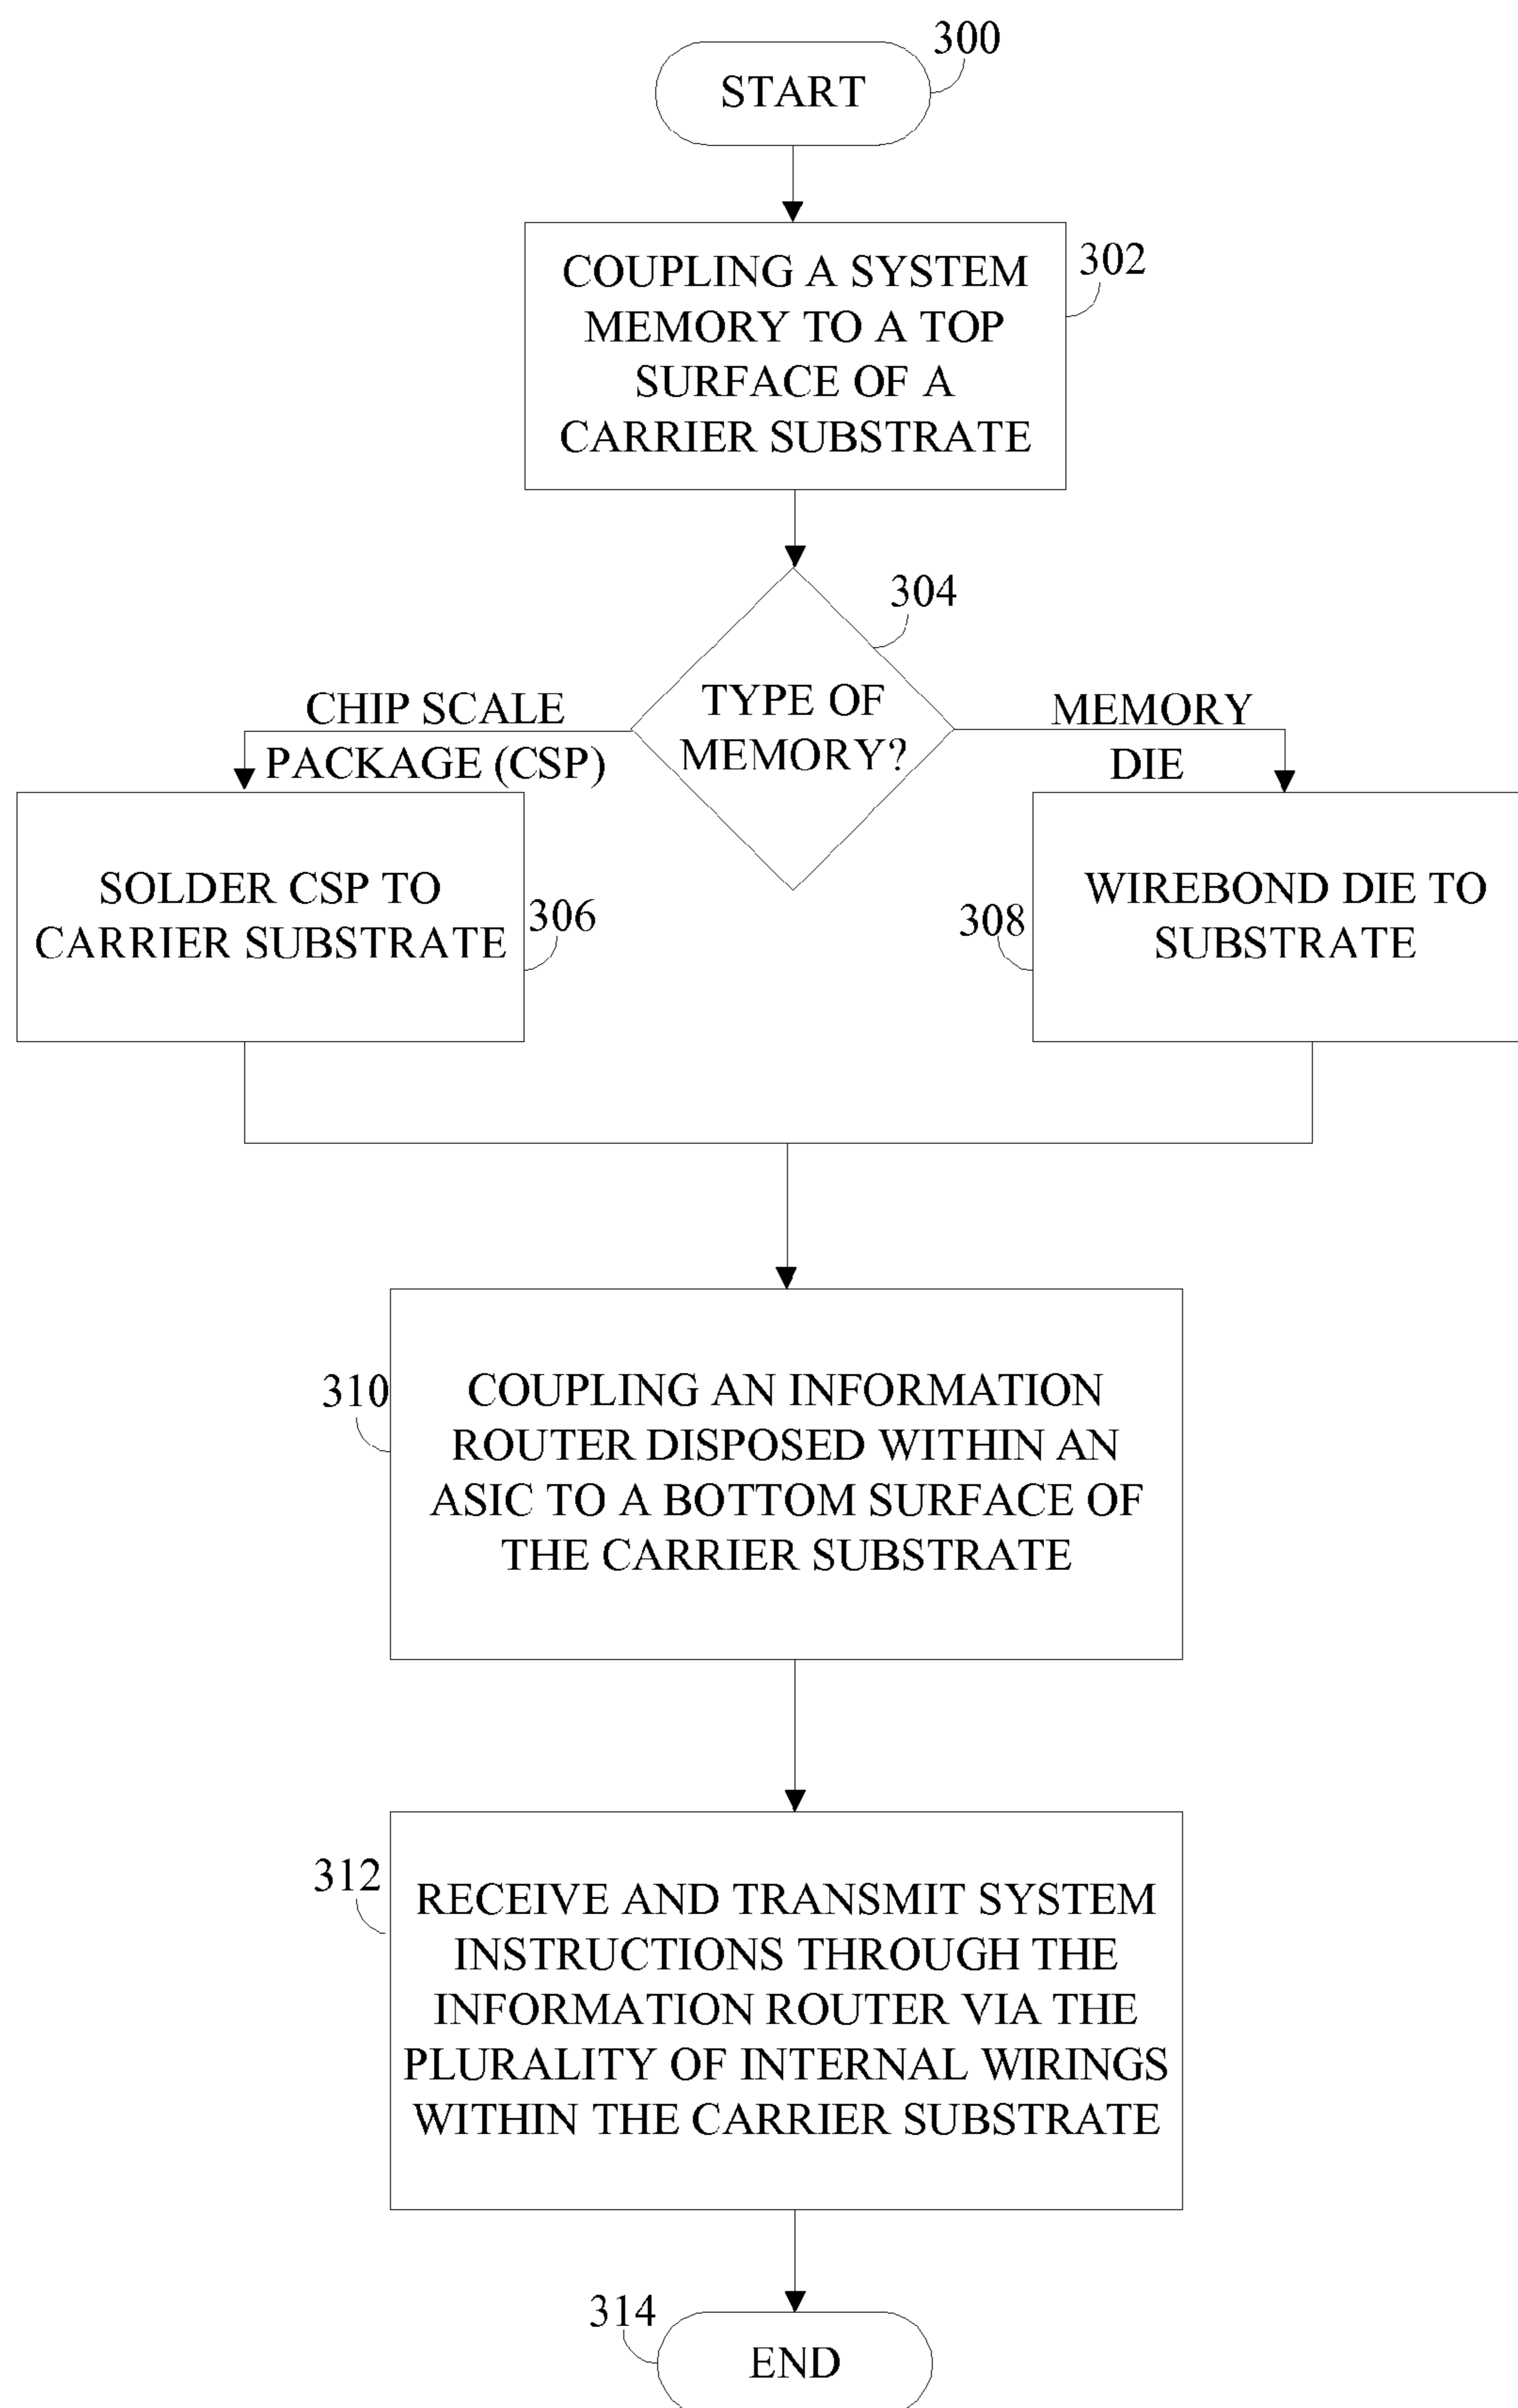 300
START
302
COUPLING A SYSTEM
MEMORY TO A TOP
SURFACE OF A
CARRIER SUBSTRATE
304
TYPE OF
MEMORY?
CHIP SCALE
PACKAGE (CSP)
MEMORY
DIE
SOLDER CSP TO
CARRIER SUBSTRATE
306
308
WIREBOND DIE TO
SUBSTRATE
310
COUPLING AN INFORMATION
ROUTER DISPOSED WITHIN AN
ASIC TO A BOTTOM SURFACE OF
THE CARRIER SUBSTRATE
312
RECEIVE AND TRANSMIT SYSTEM
INSTRUCTIONS THROUGH THE
INFORMATION ROUTER VIA THE
PLURALITY OF INTERNAL WIRINGS
WITHIN THE CARRIER SUBSTRATE
314
END